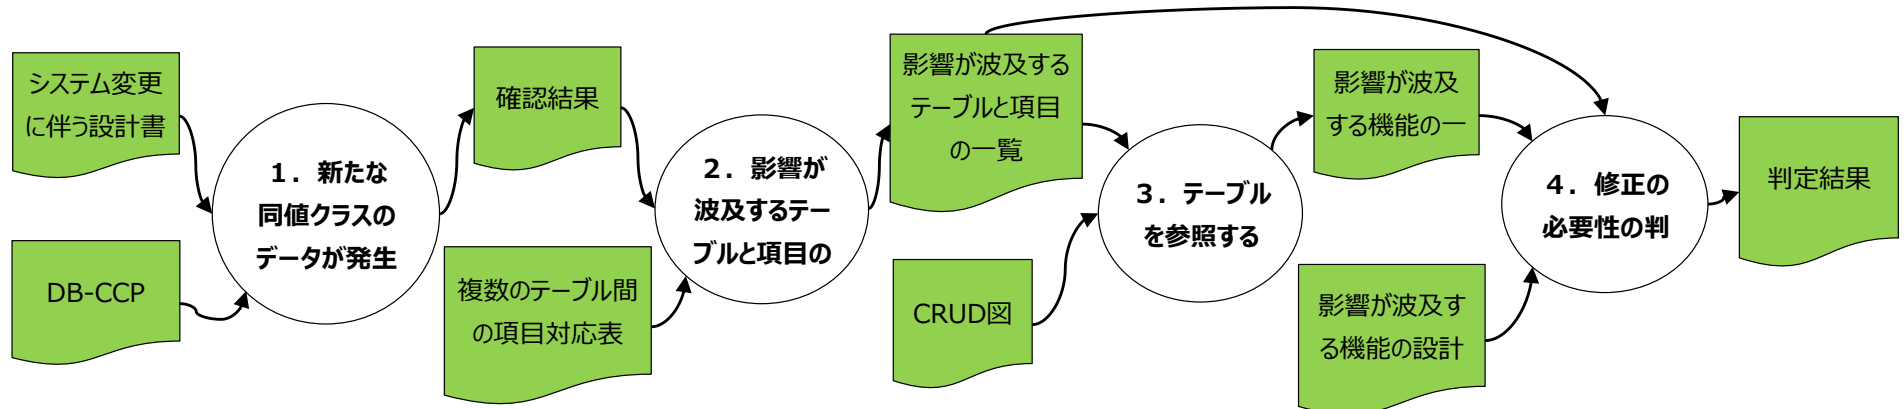 システム変更
に伴う設計書
DB-CCP
1．新たな
同値クラスの
データが発生
確認結果
複数のテーブル間
の項目対応表
2．影響が
波及するテー
ブルと項目の
影響が波及する
テーブルと項目
の一覧
CRUD図
3．テーブル
を参照する
影響が波及
する機能の一
影響が波及す
る機能の設計
4．修正の
必要性の判
判定結果